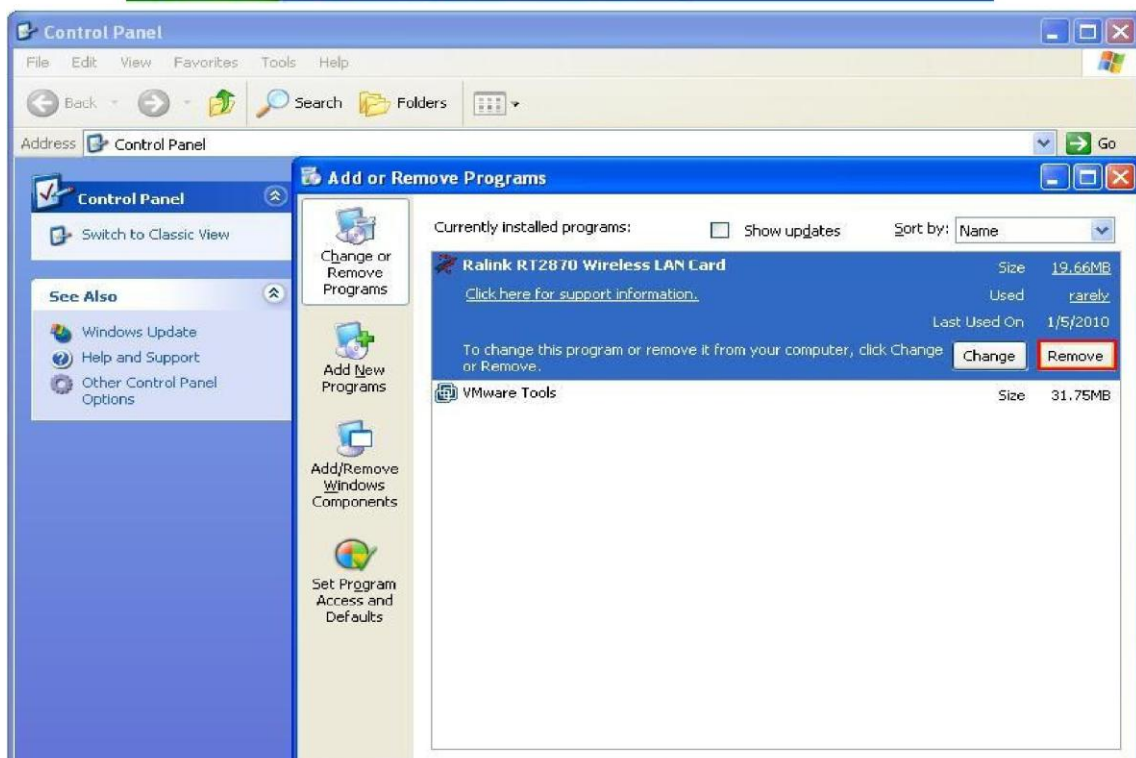 Control Panel
File Edit View Favorites Tools Help
Back Search Folders
Address Control Panel Go
Control Panel
Switch to Classic View
See Also
Windows Update
Help and Support
Other Control Panel
Options
Add or Remove Programs
Change or
Remove
Programs
Add New
Programs
Add/Remove
Windows
Components
Set Program
Access and
Defaults
Currently installed programs: Show updates Sort by: Name
Ralink RT2870 Wireless LAN Card Size 19.66MB
Click here for support information. Used rarely
Last Used On 1/5/2010
To change this program or remove it from your computer, click Change
or Remove. Change Remove
VMware Tools Size 31.75MB